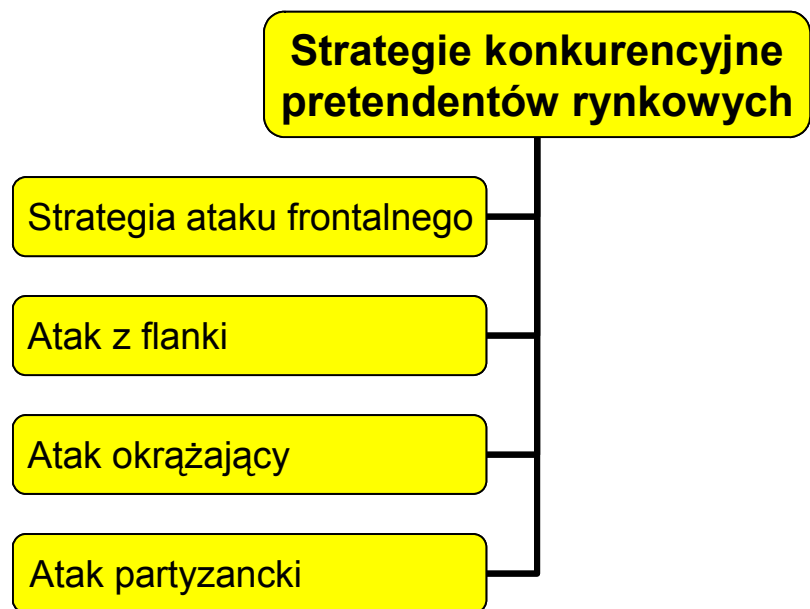 Strategie konkurencyjne
pretendentów rynkowych
Strategia ataku frontalnego
Atak z flanki
Atak okrążający
Atak partyzancki